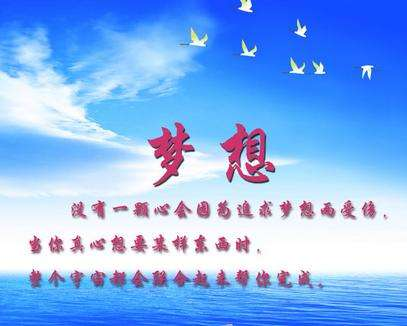 梦想
没有一颗心会因为追求梦想而受伤，
当你真心想要某样东西时，
整个宇宙都会联合起来帮你完成。